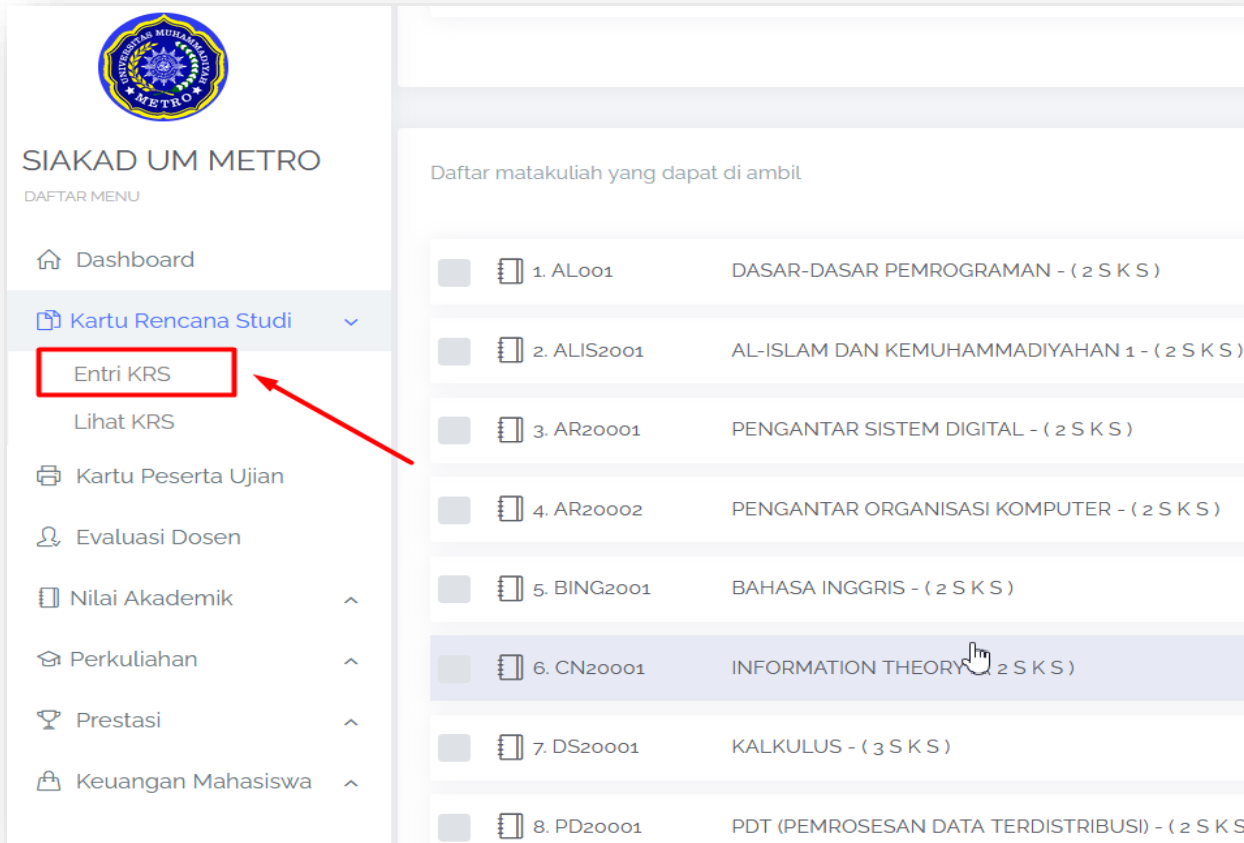 UNIVERSITAS MUHAMMADIYAH
METRO
SIAKAD UM METRO
DAFTAR MENU
Dashboard
Kartu Rencana Studi
Entri KRS
Lihat KRS
Kartu Peserta Ujian
Evaluasi Dosen
Nilai Akademik
Perkuliahan
Prestasi
Keuangan Mahasiswa
Daftar matakuliah yang dapat di ambil
1. AL001 DASAR-DASAR PEMROGRAMAN - ( 2 S K S )
2. ALIS2001 AL-ISLAM DAN KEMUHAMMADIYAHAN 1 - ( 2 S K S )
3. AR20001 PENGANTAR SISTEM DIGITAL - ( 2 S K S )
4. AR20002 PENGANTAR ORGANISASI KOMPUTER - ( 2 S K S )
5. BING2001 BAHASA INGGRIS - ( 2 S K S )
6. CN20001 INFORMATION THEORY 2 S K S )
7. DS20001 KALKULUS - ( 3 S K S )
8. PD20001 PDT (PEMROSESAN DATA TERDISTRIBUSI) - ( 2 S K S